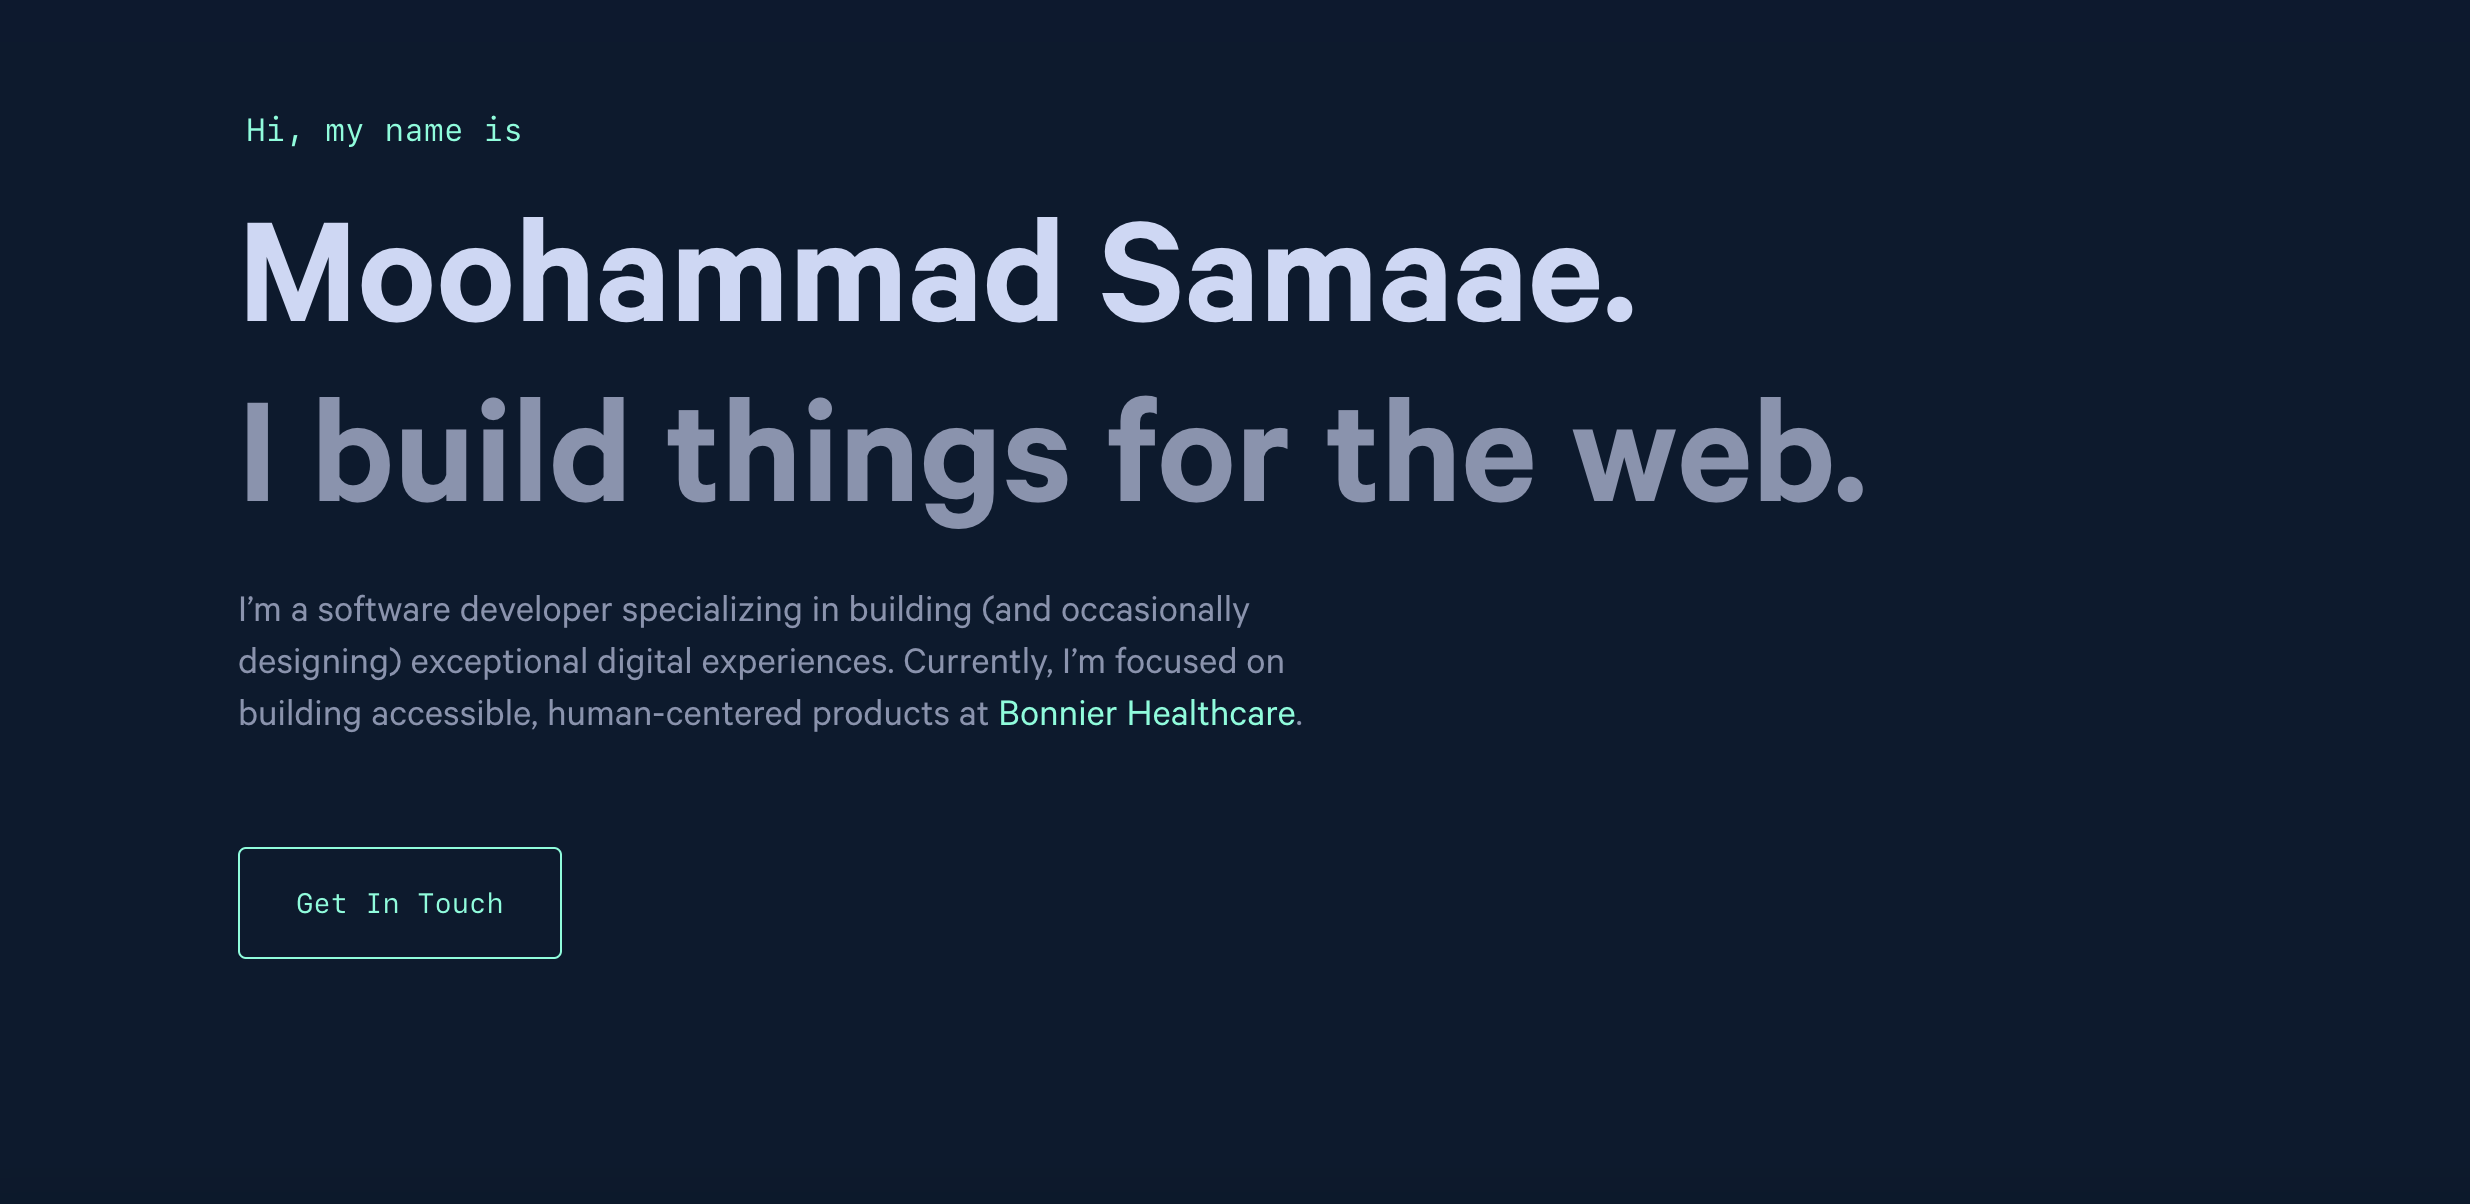 Hi, my name is
Moohammad Samaae.
I build things for the web.
I’m a software developer specializing in building (and occasionally
designing) exceptional digital experiences. Currently, I’m focused on
building accessible, human-centered products at Bonnier Healthcare.
Get In Touch